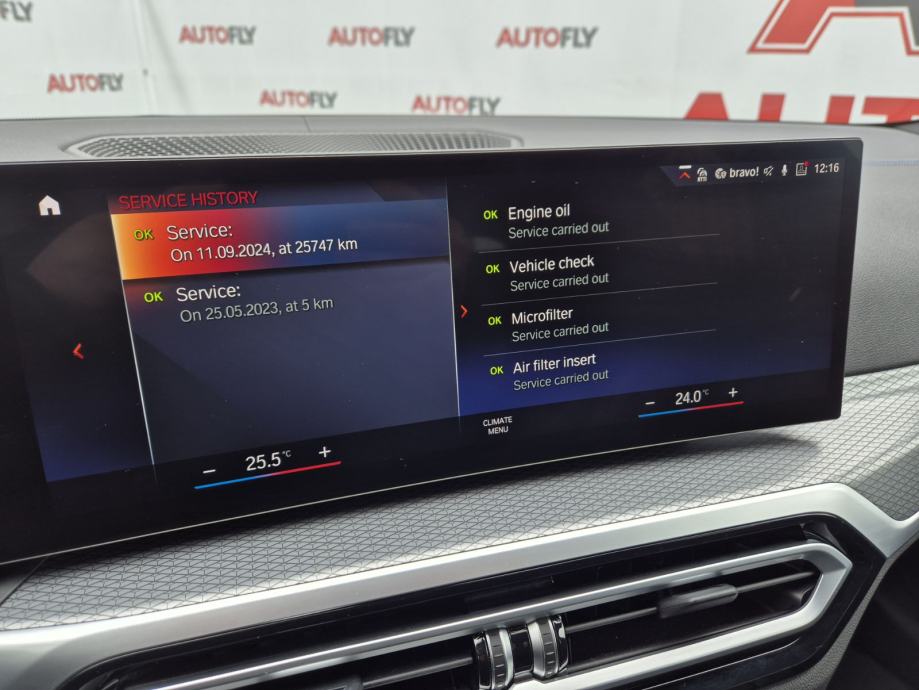 AUTOFLY
AUTOFLY
AUTOFLY
AUTOFLY
AUTOFLY
AUTOFLY
bravo!
12:16
SERVICE HISTORY
OK Service:
On 11.09.2024, at 25747 km
OK Service:
On 25.05.2023, at 5 km
OK Engine oil
Service carried out
OK Vehicle check
Service carried out
OK Microfilter
Service carried out
OK Air filter insert
Service carried out
CLIMATE
MENU
− 25.5°C +
− 24.0°C +